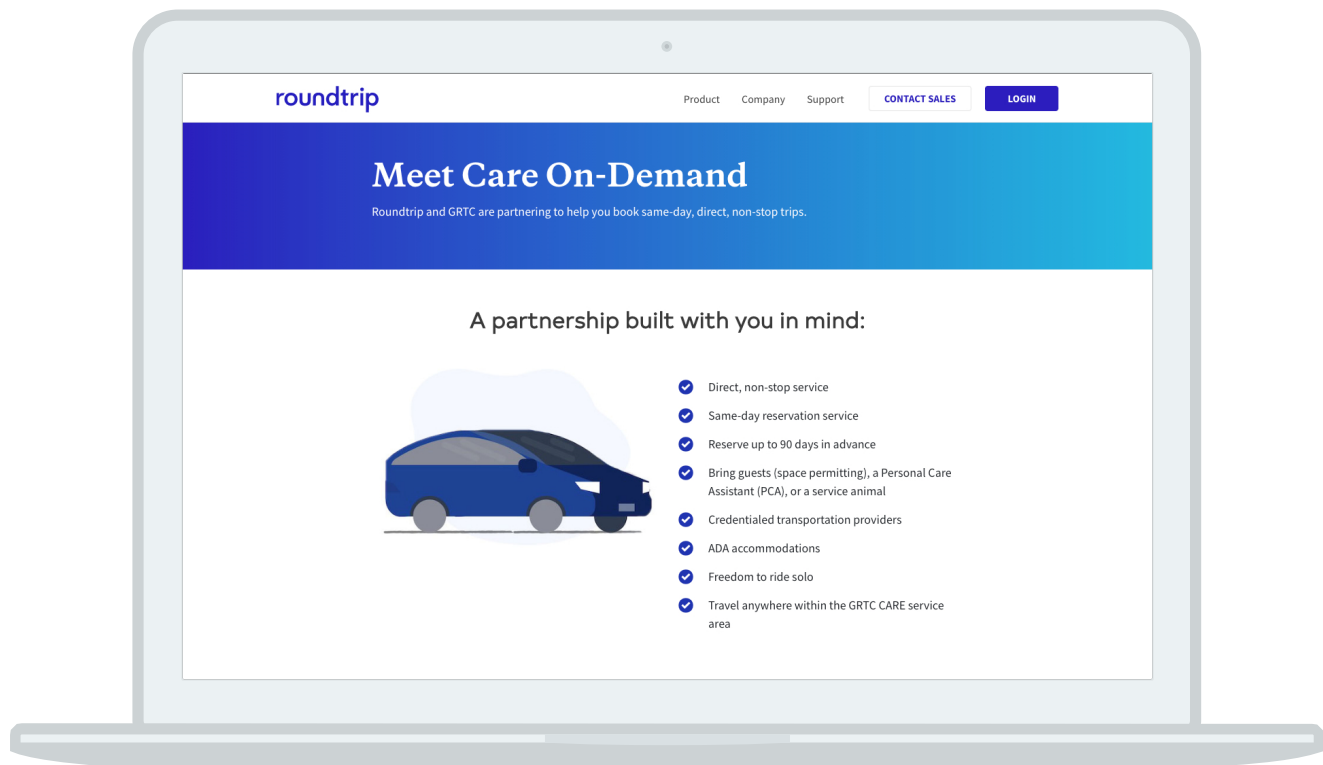 roundtrip
Product Company Support CONTACT SALES LOGIN
Meet Care On-Demand
Roundtrip and GRTC are partnering to help you book same-day, direct, non-stop trips.
A partnership built with you in mind:
Direct, non-stop service
Same-day reservation service
Reserve up to 90 days in advance
Bring guests (space permitting), a Personal Care
Assistant (PCA), or a service animal
Credentialed transportation providers
ADA accommodations
Freedom to ride solo
Travel anywhere within the GRTC CARE service
area